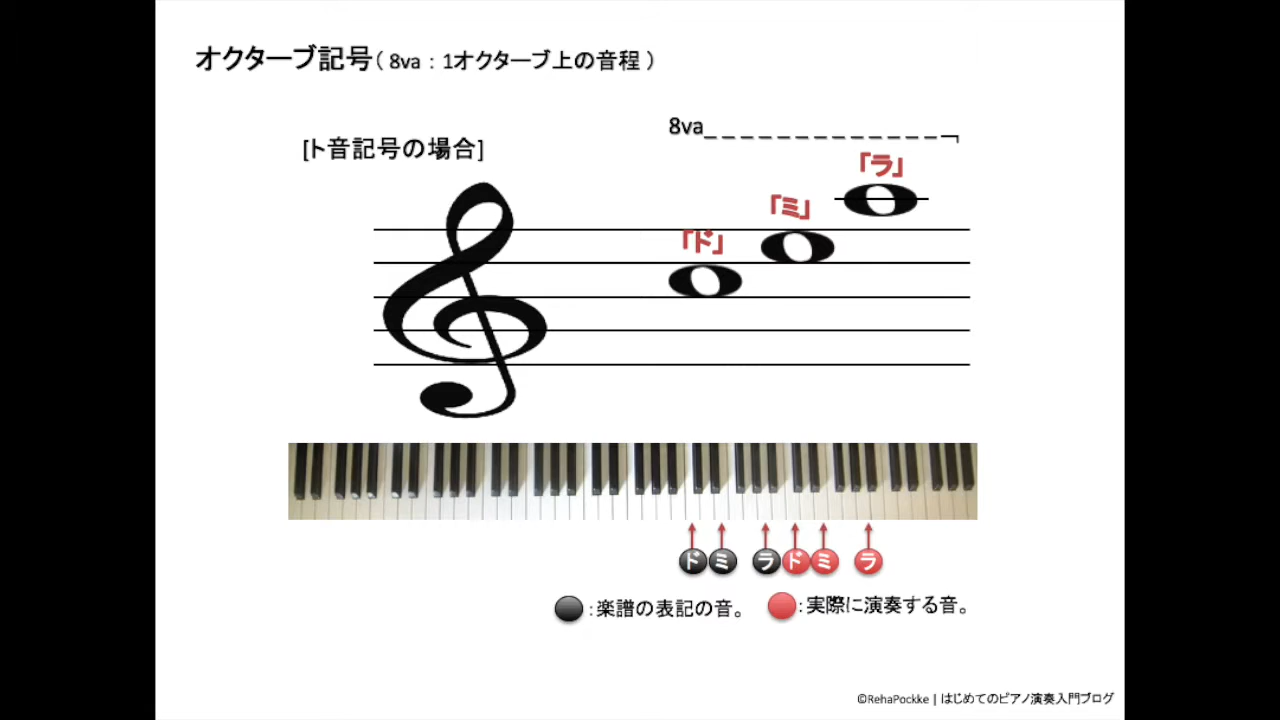 オクターブ記号( 8va : 1オクターブ上の音程 )
8va
[ト音記号の場合]
「ラ」
「ミ」
「ド」
ド ミ ラ ド ミ ラ
:楽譜の表記の音。 :実際に演奏する音。
©RehaPockke | はじめてのピアノ演奏入門ブログ